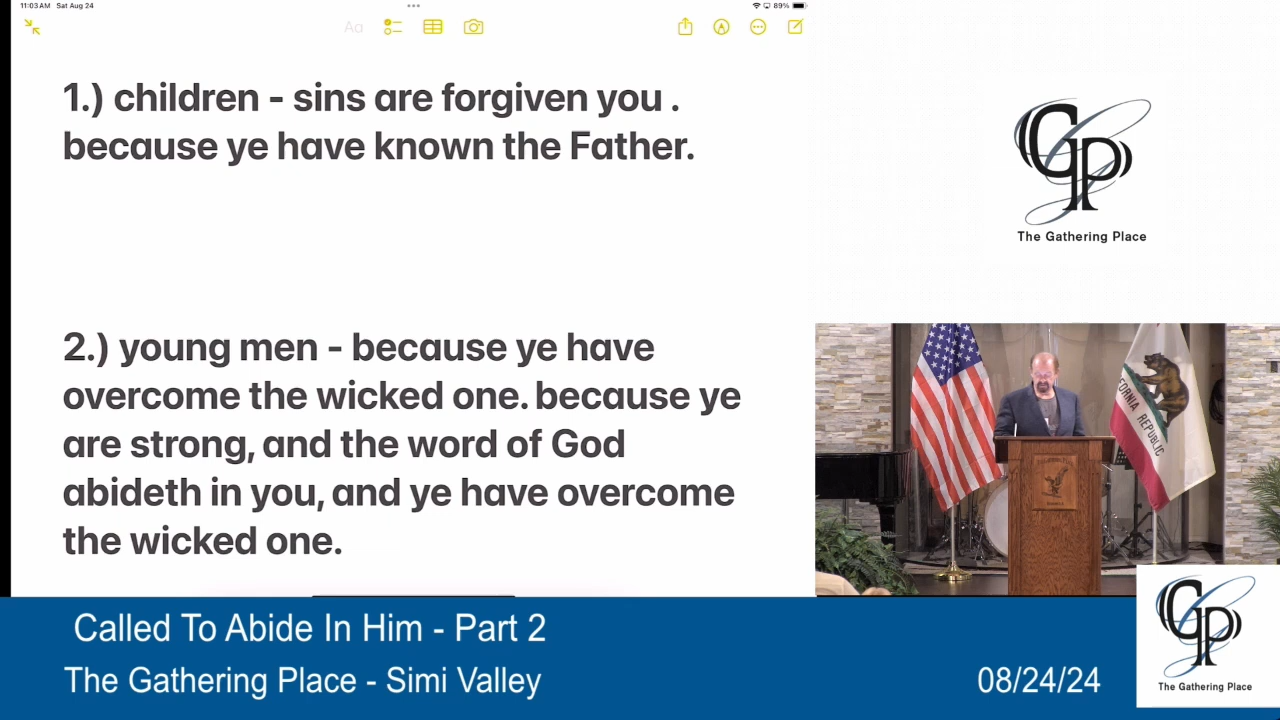 11:03 AM Sat Aug 24
89%
Aa
1.) children - sins are forgiven you .
because ye have known the Father.
2.) young men - because ye have
overcome the wicked one. because ye
are strong, and the word of God
abideth in you, and ye have overcome
the wicked one.
GP
The Gathering Place
IFORNIA REPUBLIC
Called To Abide In Him - Part 2
The Gathering Place - Simi Valley
08/24/24
GP
The Gathering Place